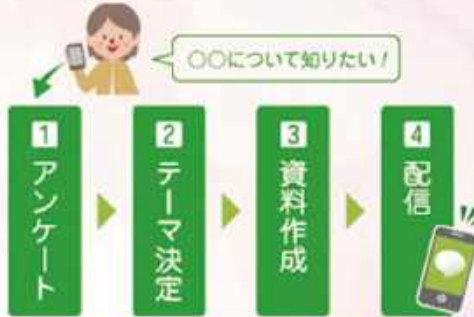 ○○について知りたい!
1 アンケート
2 テーマ決定
3 資料作成
4 配信